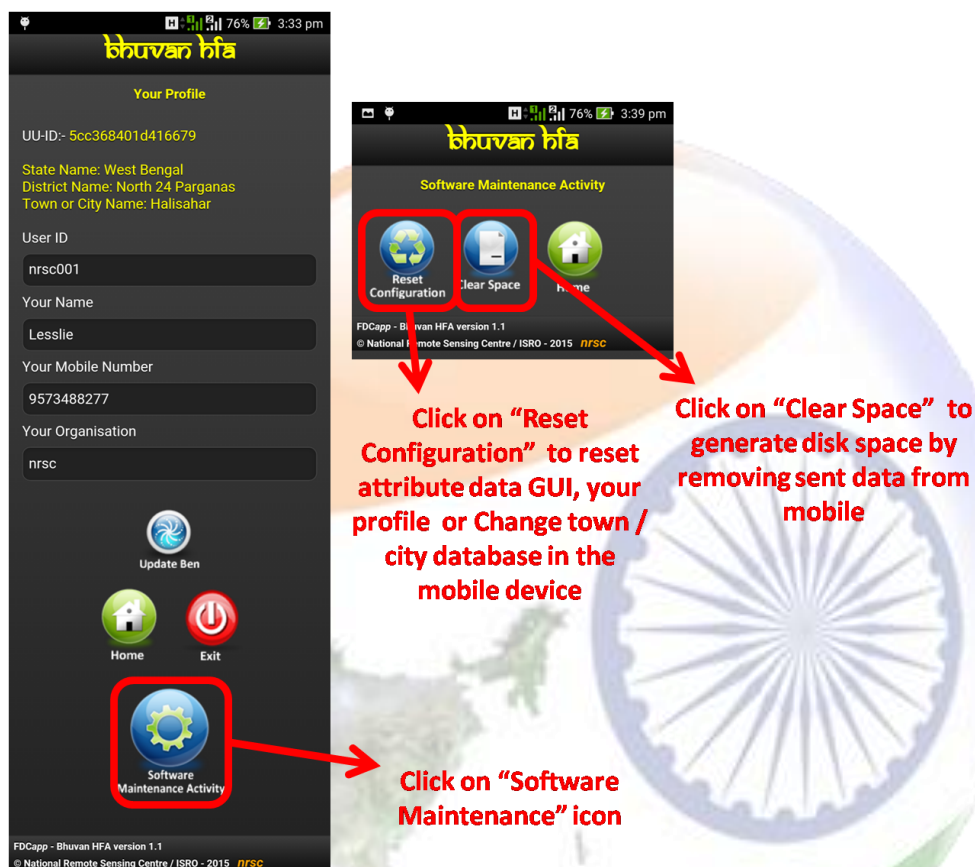 H 1 2 76% 3:33 pm
bhuvan hfa
Your Profile
UU-ID:- 5cc368401d416679
State Name: West Bengal
District Name: North 24 Parganas
Town or City Name: Halisahar
User ID
nrsc001
Your Name
Lesslie
Your Mobile Number
9573488277
Your Organisation
nrsc
Update Ben
Home
Exit
Software
Maintenance Activity
FDCapp - Bhuvan HFA version 1.1
© National Remote Sensing Centre / ISRO - 2015 nrsc
H 1 2 76% 3:39 pm
bhuvan hfa
Software Maintenance Activity
Reset
Configuration
Clear Space
Home
FDCapp - Bhuvan HFA version 1.1
© National Remote Sensing Centre / ISRO - 2015 nrsc
Click on “Reset
Configuration” to reset
attribute data GUI, your
profile or Change town /
city database in the
mobile device
Click on “Clear Space” to
generate disk space by
removing sent data from
mobile
Click on “Software
Maintenance” icon